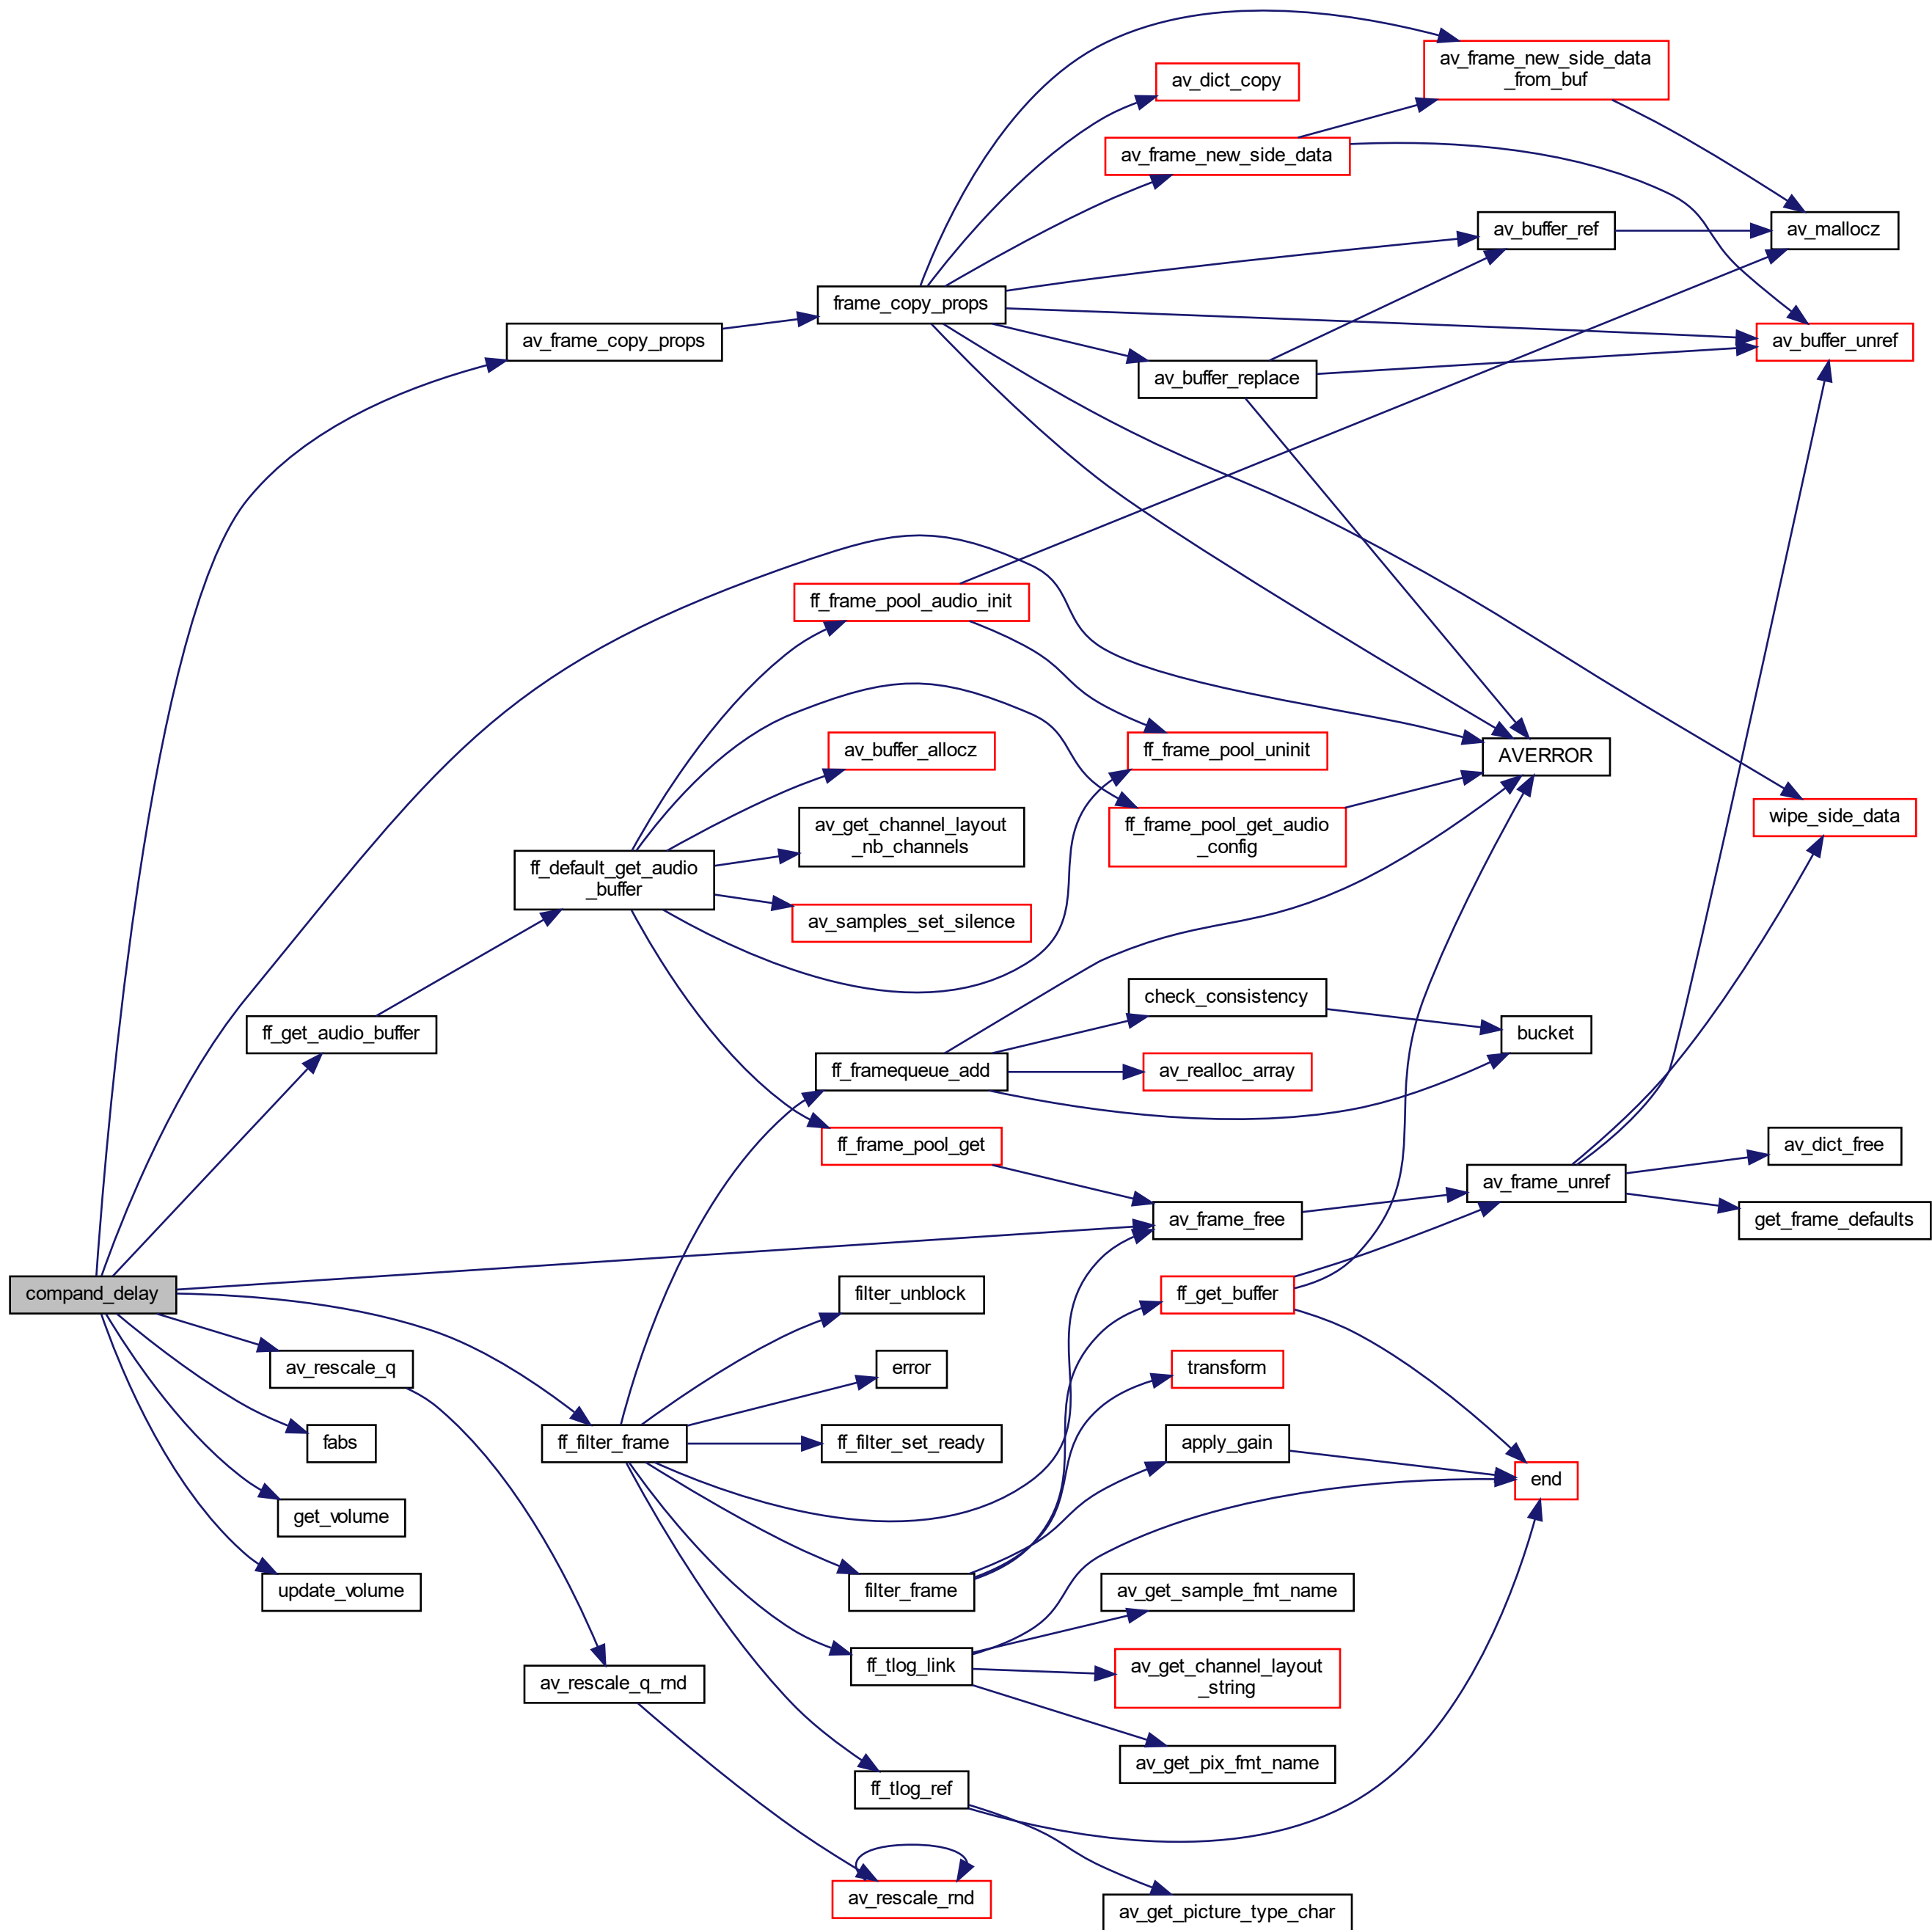 av_frame_new_side_data
_from_buf
av_dict_copy
av_frame_new_side_data
av_buffer_ref
av_mallocz
frame_copy_props
av_frame_copy_props
av_buffer_unref
av_buffer_replace
ff_frame_pool_audio_init
av_buffer_allocz
ff_frame_pool_uninit
AVERROR
av_get_channel_layout
_nb_channels
ff_frame_pool_get_audio
_config
wipe_side_data
ff_default_get_audio
_buffer
av_samples_set_silence
check_consistency
ff_get_audio_buffer
bucket
ff_framequeue_add
av_realloc_array
ff_frame_pool_get
av_dict_free
av_frame_unref
av_frame_free
get_frame_defaults
compand_delay
filter_unblock
ff_get_buffer
av_rescale_q
error
transform
fabs
ff_filter_frame
ff_filter_set_ready
apply_gain
end
get_volume
update_volume
filter_frame
av_get_sample_fmt_name
ff_tlog_link
av_get_channel_layout
_string
av_rescale_q_rnd
av_get_pix_fmt_name
ff_tlog_ref
av_rescale_rnd
av_get_picture_type_char